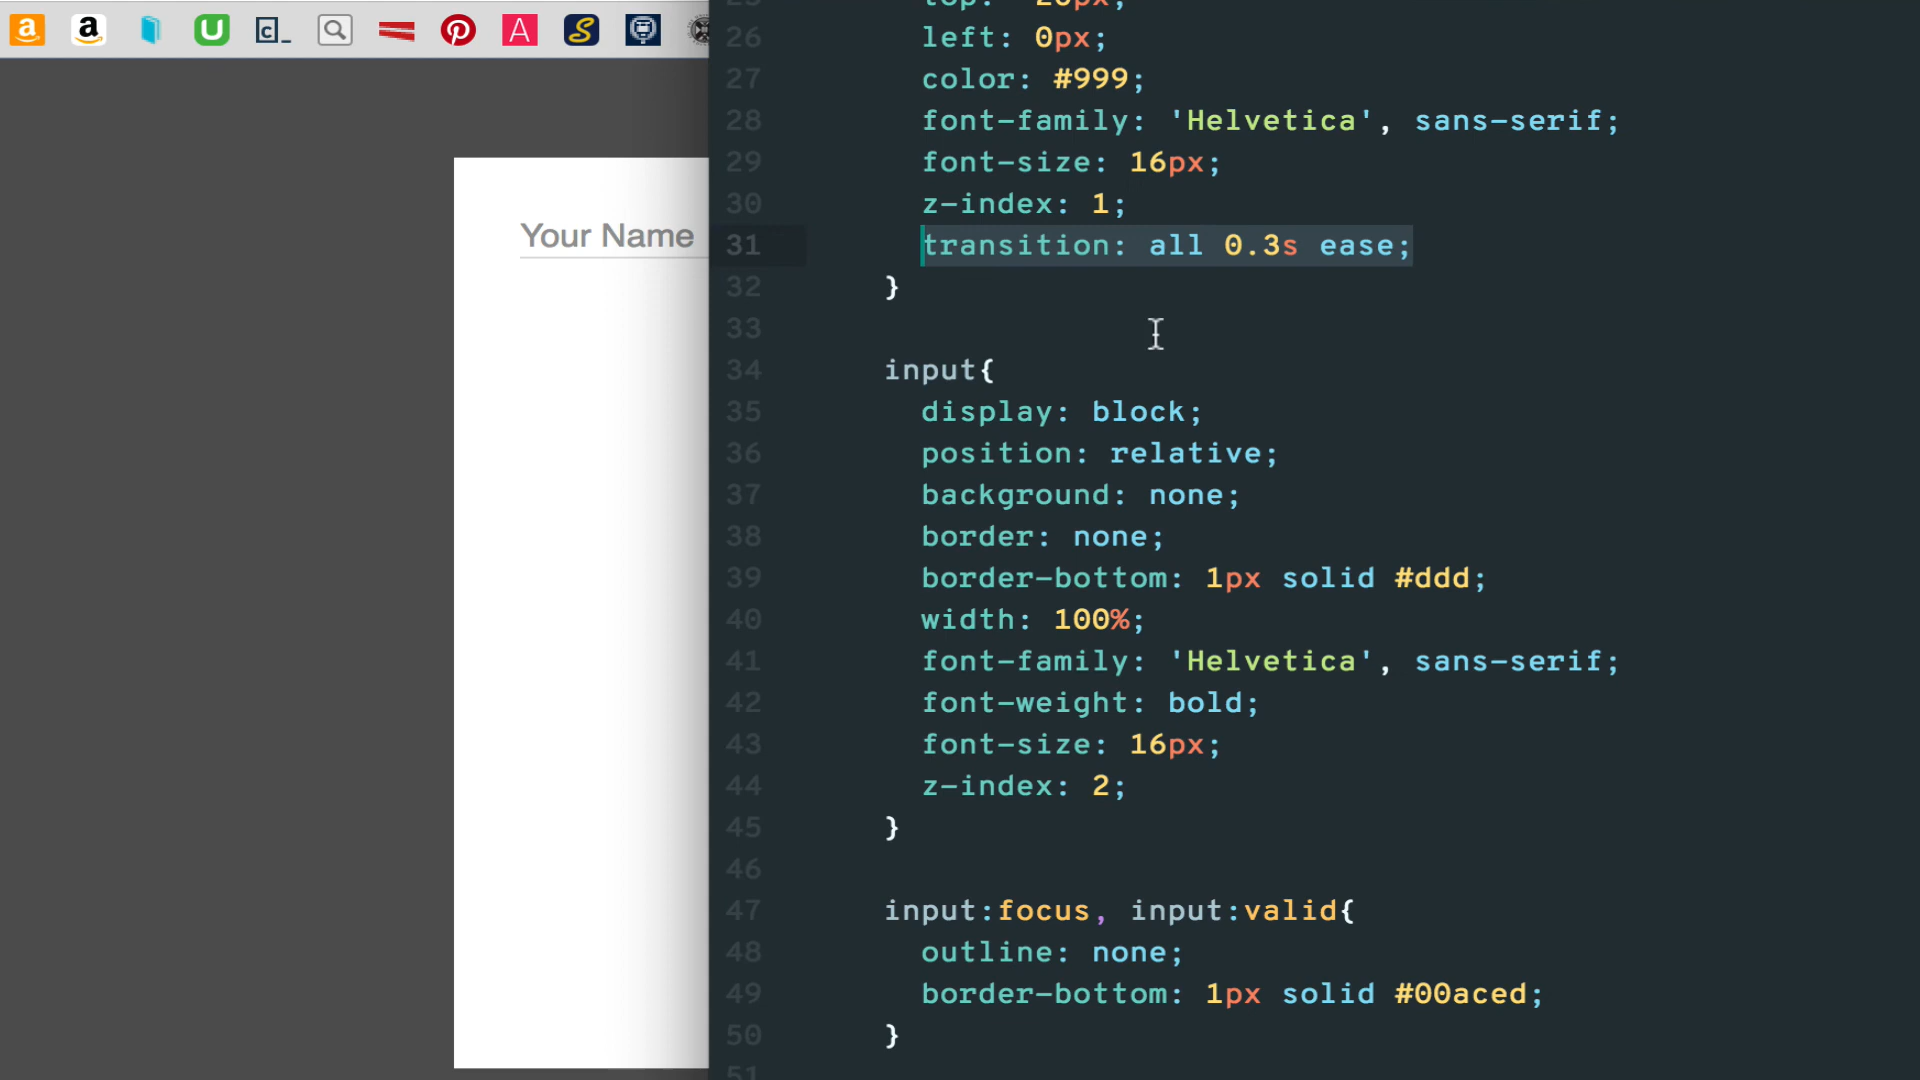 Your Name
26 left: 0px;
27 color: #999;
28 font-family: 'Helvetica', sans-serif;
29 font-size: 16px;
30 z-index: 1;
31 transition: all 0.3s ease;
32 }
33
34 input{
35 display: block;
36 position: relative;
37 background: none;
38 border: none;
39 border-bottom: 1px solid #ddd;
40 width: 100%;
41 font-family: 'Helvetica', sans-serif;
42 font-weight: bold;
43 font-size: 16px;
44 z-index: 2;
45 }
46
47 input:focus, input:valid{
48 outline: none;
49 border-bottom: 1px solid #00aced;
50 }
51